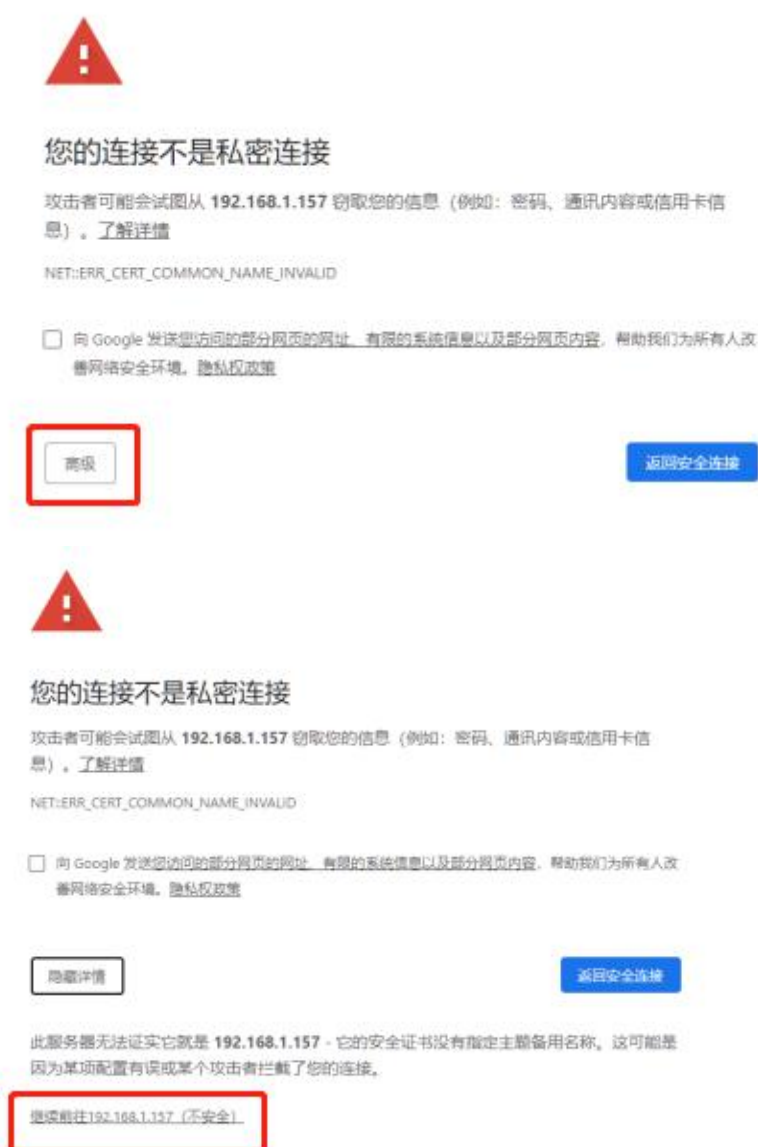 您的连接不是私密连接
攻击者可能会试图从 192.168.1.157 窃取您的信息（例如：密码、通讯内容或信用卡信
息）。了解详情
NET::ERR_CERT_COMMON_NAME_INVALID
向 Google 发送您访问的部分网页的网址、有限的系统信息以及部分网页内容，帮助我们为所有人改
善网络安全环境。隐私权政策
高级
返回安全连接
您的连接不是私密连接
攻击者可能会试图从 192.168.1.157 窃取您的信息（例如：密码、通讯内容或信用卡信
息）。了解详情
NET::ERR_CERT_COMMON_NAME_INVALID
向 Google 发送您访问的部分网页的网址、有限的系统信息以及部分网页内容，帮助我们为所有人改
善网络安全环境。隐私权政策
隐藏详情
返回安全连接
此服务器无法证实它就是 192.168.1.157 - 它的安全证书没有指定主题备用名称。这可能是
因为某项配置有误或某个攻击者拦截了您的连接。
继续前往192.168.1.157（不安全）